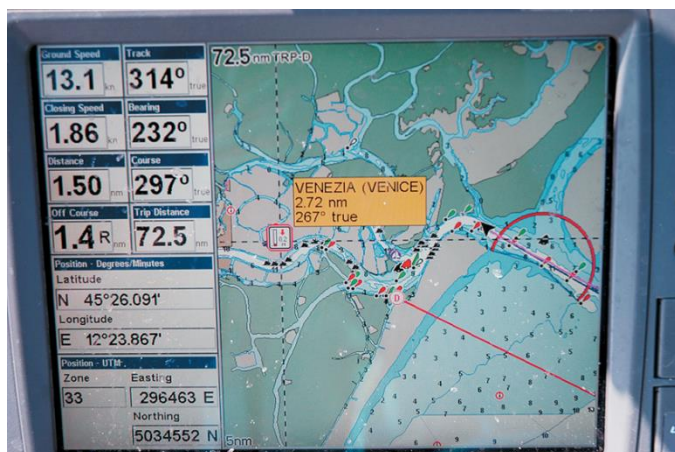 Ground Speed
13.1 kn
Track
314° true
Closing Speed
1.86 kn
Bearing
232° true
Distance
1.50 nm
Course
297° true
Off Course
1.4 R nm
Trip Distance
72.5 nm
Position - Degrees/Minutes
Latitude
N 45°26.091'
Longitude
E 12°23.867'
Position - UTM
Zone
33
Easting
296463 E
Northing
5034552 N
72.5 nm TRP-D
VENEZIA (VENICE)
2.72 nm
267° true
D
5nm